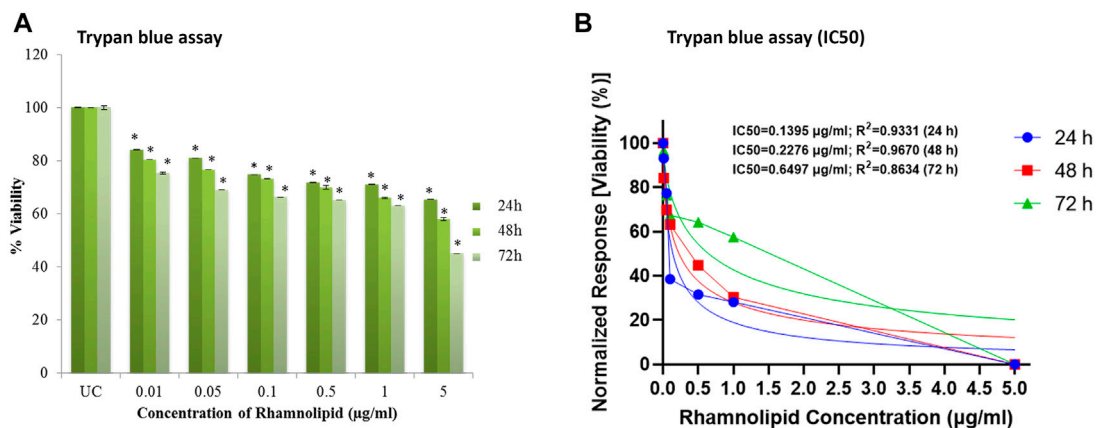 A
Trypan blue assay
% Viability
120
100
80
60
40
20
0
* * *
* * *
* * *
* * *
* * *
* * *
24h
48h
72h
UC 0.01 0.05 0.1 0.5 1 5
Concentration of Rhamnolipid (µg/ml)
B
Trypan blue assay (IC50)
Normalized Response [Viability (%)]
100
80
60
40
20
0
IC50=0.1395 µg/ml; R²=0.9331 (24 h)
IC50=0.2276 µg/ml; R²=0.9670 (48 h)
IC50=0.6497 µg/ml; R²=0.8634 (72 h)
24 h
48 h
72 h
0.0 0.5 1.0 1.5 2.0 2.5 3.0 3.5 4.0 4.5 5.0
Rhamnolipid Concentration (µg/ml)